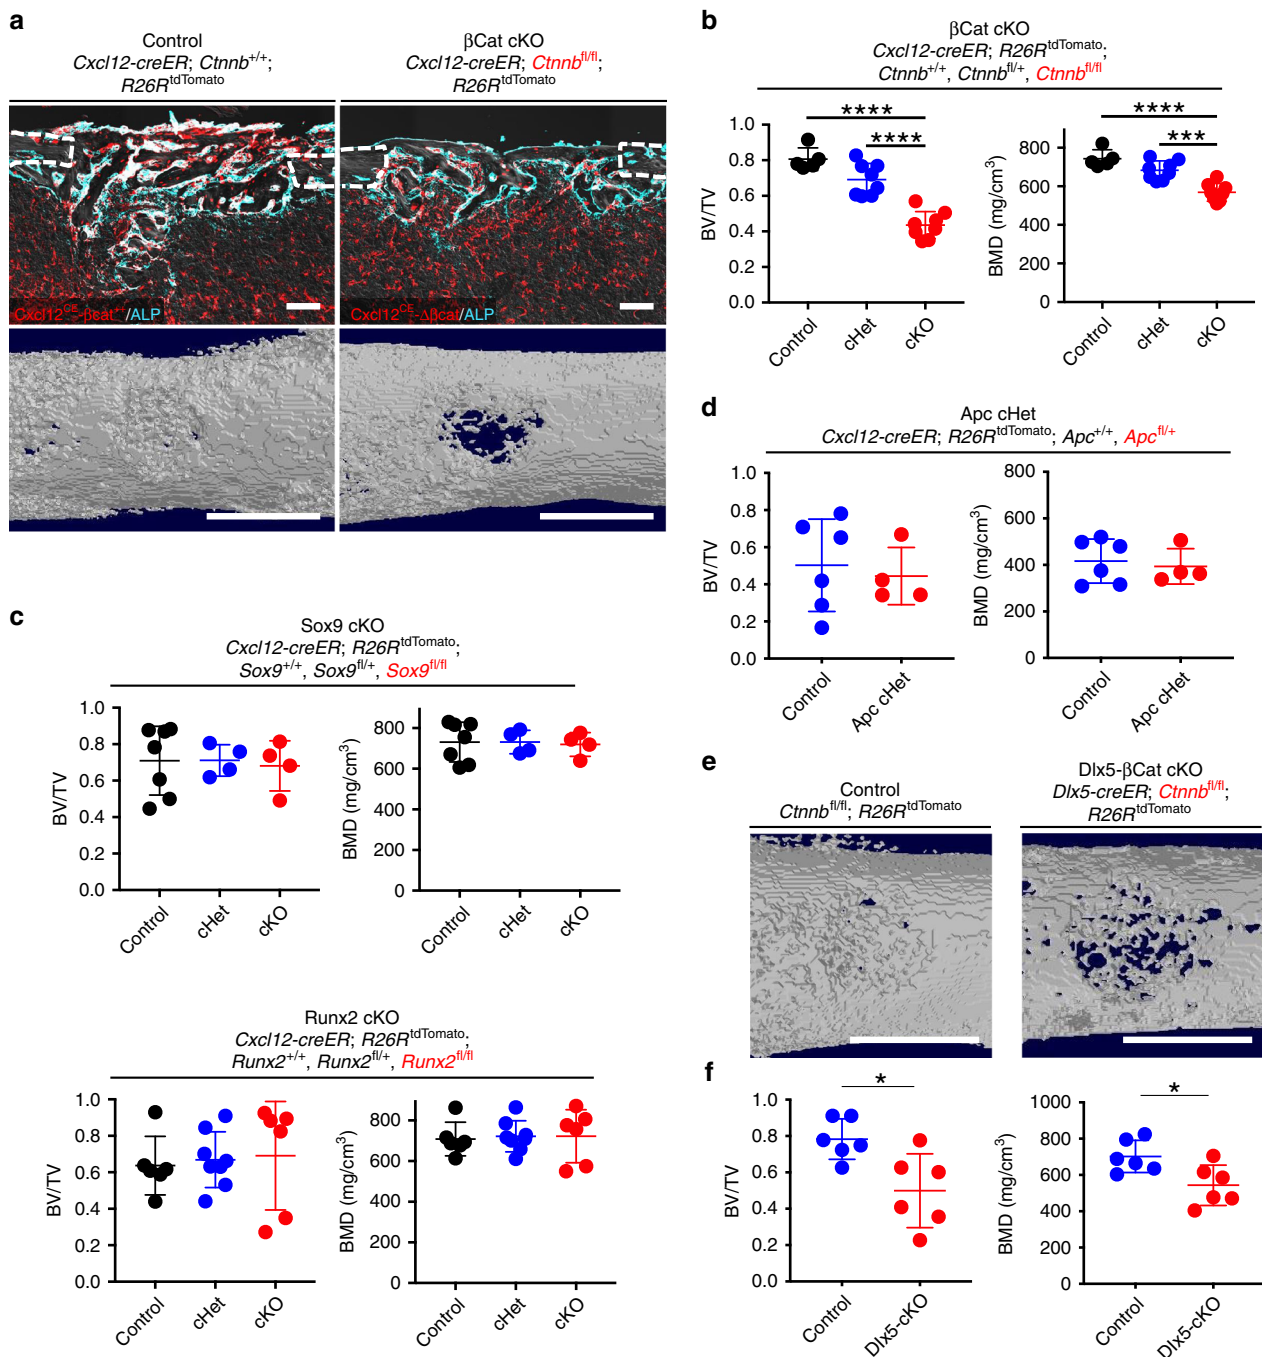 a
Control
Cxcl12-creER; Ctnnb+/+;
R26RtdTomato
βCat cKO
Cxcl12-creER; Ctnnbfl/fl;
R26RtdTomato
Cxcl12CE-βcat+/+/ALP
Cxcl12CE-Δβcat/ALP
b
βCat cKO
Cxcl12-creER; R26RtdTomato;
Ctnnb+/+, Ctnnbfl/+, Ctnnbfl/fl
****
****
BV/TV
1.0
0.8
0.6
0.4
0.2
0.0
Control
cHet
cKO
****
***
BMD (mg/cm3)
800
600
400
200
0
Control
cHet
cKO
c
Sox9 cKO
Cxcl12-creER; R26RtdTomato;
Sox9+/+, Sox9fl/+, Sox9fl/fl
BV/TV
1.0
0.8
0.6
0.4
0.2
0.0
Control
cHet
cKO
BMD (mg/cm3)
800
600
400
200
0
Control
cHet
cKO
Runx2 cKO
Cxcl12-creER; R26RtdTomato;
Runx2+/+, Runx2fl/+, Runx2fl/fl
BV/TV
1.0
0.8
0.6
0.4
0.2
0.0
Control
cHet
cKO
BMD (mg/cm3)
800
600
400
200
0
Control
cHet
cKO
d
Apc cHet
Cxcl12-creER; R26RtdTomato; Apc+/+, Apcfl/+
BV/TV
1.0
0.8
0.6
0.4
0.2
0.0
Control
Apc cHet
BMD (mg/cm3)
800
600
400
200
0
Control
Apc cHet
e
Control
Ctnnbfl/fl; R26RtdTomato
Dlx5-βCat cKO
Dlx5-creER; Ctnnbfl/fl;
R26RtdTomato
f
*
BV/TV
1.0
0.8
0.6
0.4
0.2
0.0
Control
Dlx5-cKO
*
BMD (mg/cm3)
1000
800
600
400
200
0
Control
Dlx5-cKO